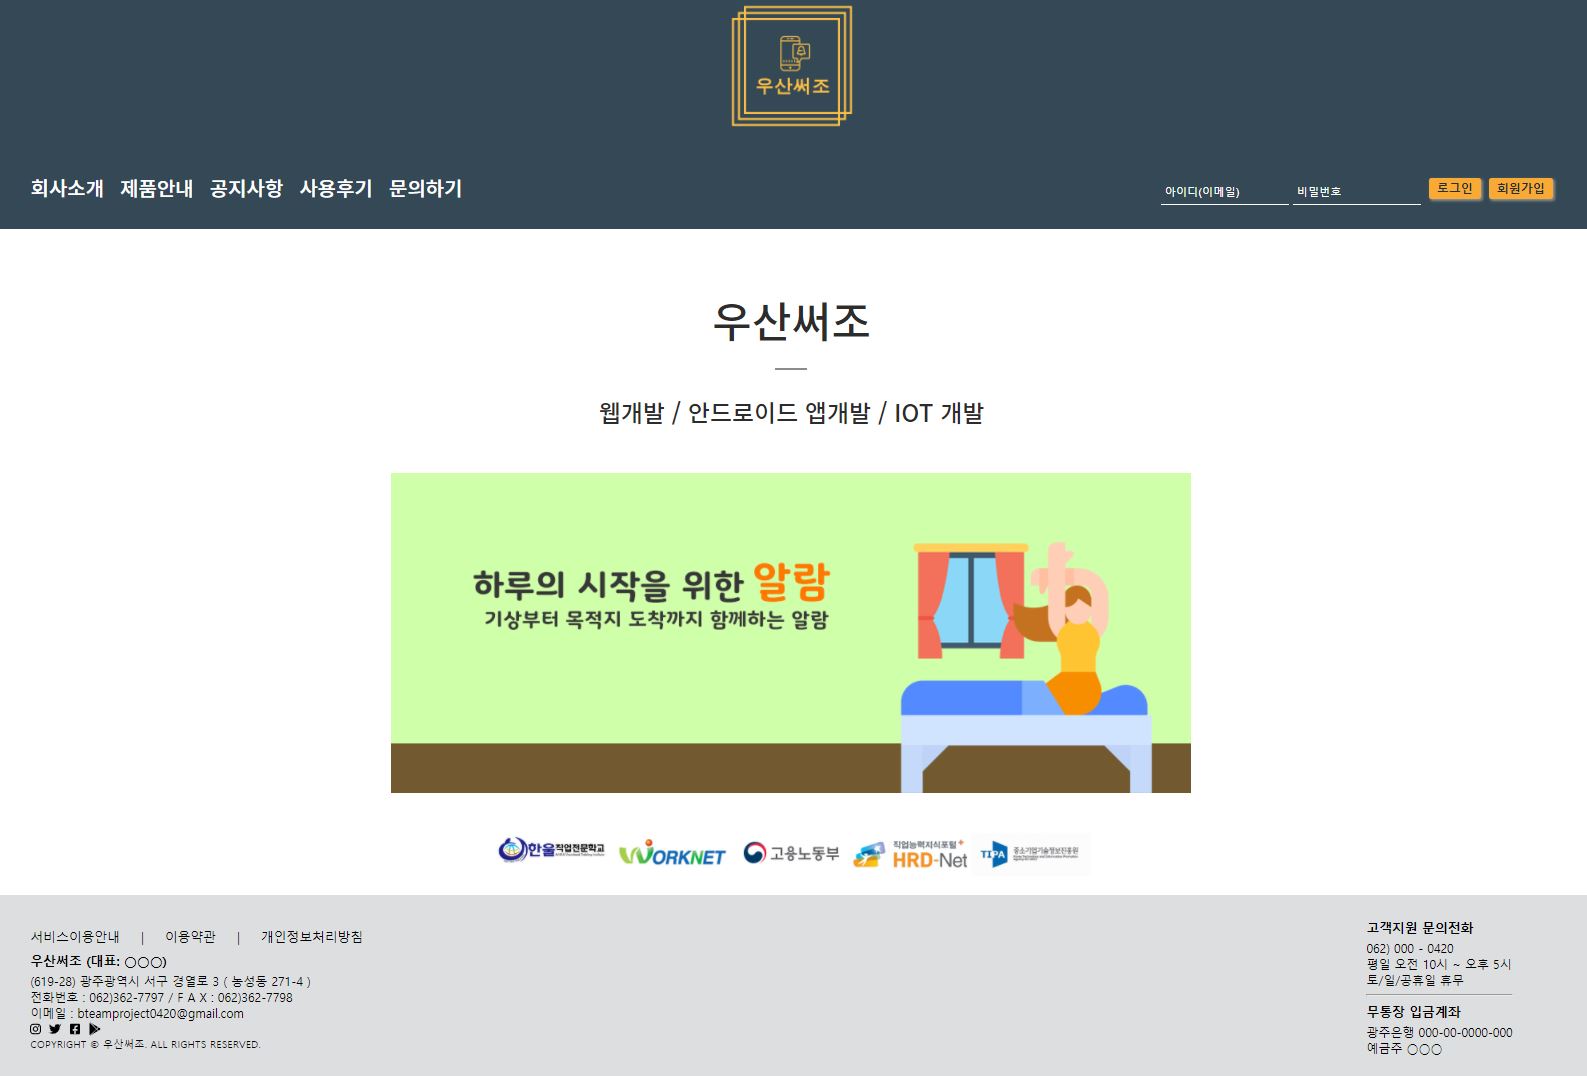 우산써조
회사소개 제품안내 공지사항 사용후기 문의하기
아이디(이메일) 비밀번호 로그인 회원가입
우산써조
웹개발 / 안드로이드 앱개발 / IOT 개발
하루의 시작을 위한 알람
기상부터 목적지 도착까지 함께하는 알람
한울직업전문학교
WORKNET
고용노동부
직업능력지식포털
HRD-Net
TIPA 중소기업기술정보진흥원
서비스이용안내 | 이용약관 | 개인정보처리방침
우산써조 (대표: ○○○)
(619-28) 광주광역시 서구 경열로 3 ( 농성동 271-4 )
전화번호 : 062)362-7797 / F A X : 062)362-7798
이메일 : bteamproject0420@gmail.com
COPYRIGHT © 우산써조. ALL RIGHTS RESERVED.
고객지원 문의전화
062) 000 - 0420
평일 오전 10시 ~ 오후 5시
토/일/공휴일 휴무
무통장 입금계좌
광주은행 000-00-0000-000
예금주 ○○○